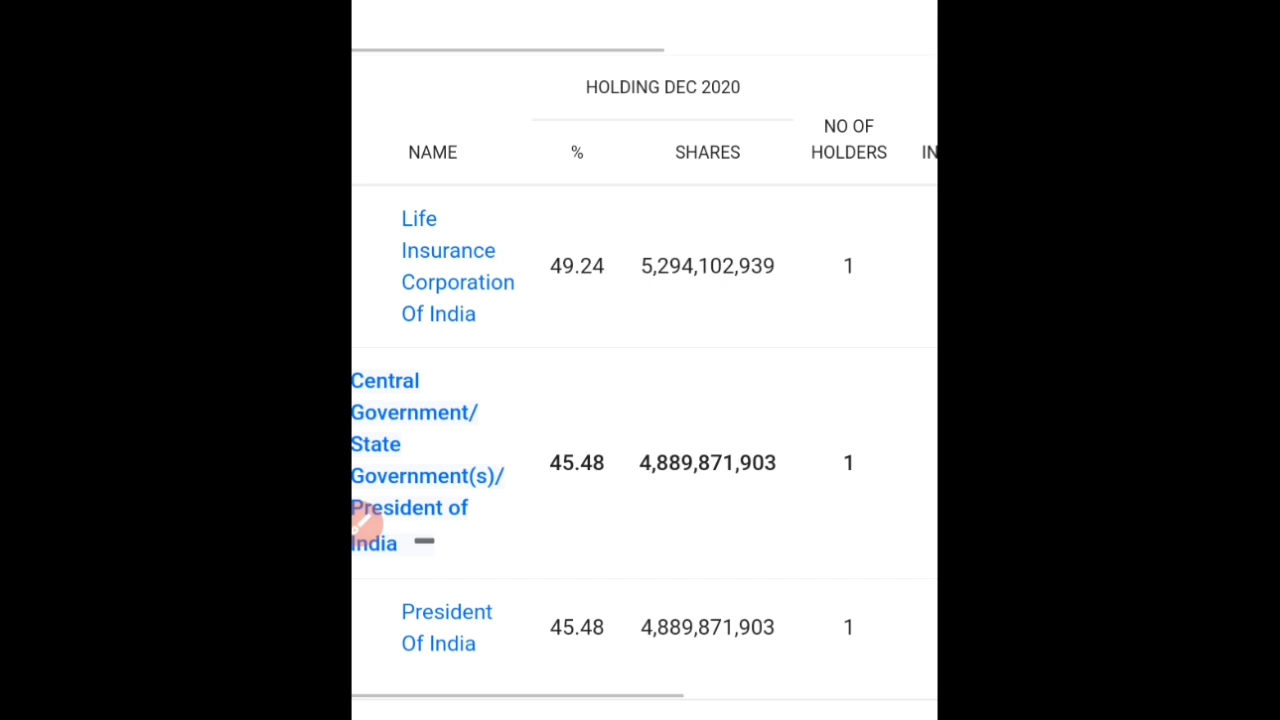 HOLDING DEC 2020
NO OF
NAME % SHARES HOLDERS IN
Life
Insurance
Corporation
Of India
49.24 5,294,102,939 1
Central
Government/
State
Government(s)/
President of
India
45.48 4,889,871,903 1
President
Of India
45.48 4,889,871,903 1